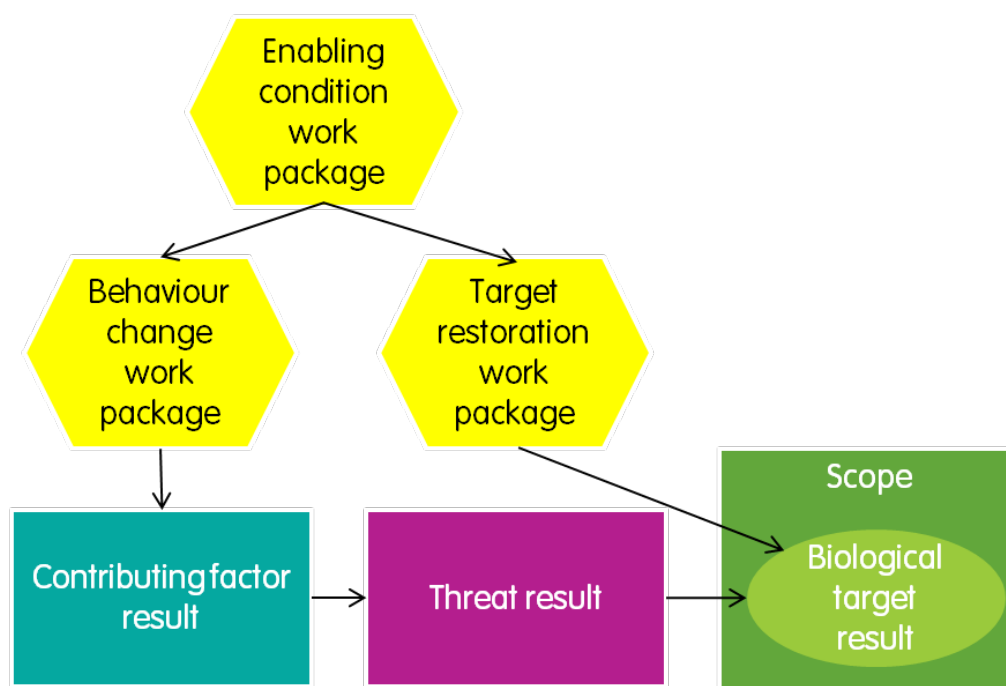 Enabling
condition
work
package
Behaviour
change
work
package
Target
restoration
work
package
Scope
Contributing factor
result
Threat result
Biological
target
result